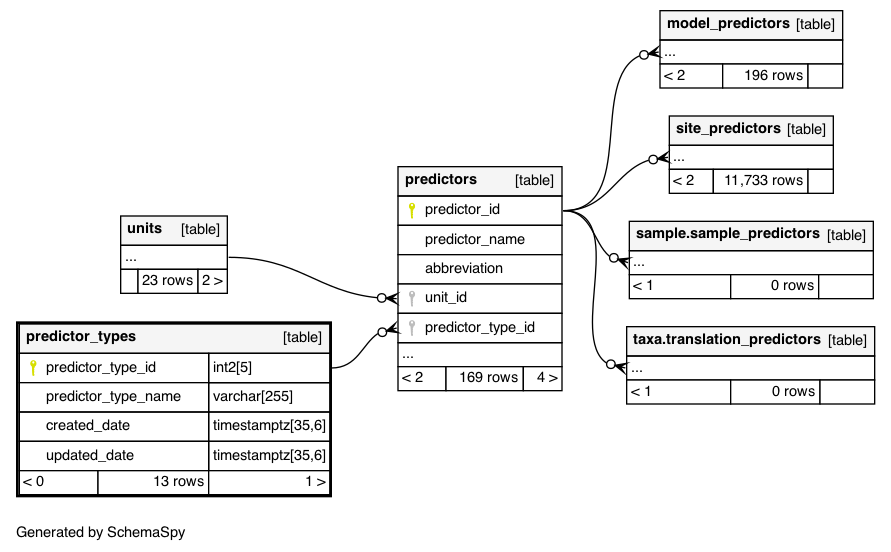 model_predictors [table]
...
< 2 196 rows
site_predictors [table]
...
< 2 11,733 rows
predictors [table]
predictor_id
predictor_name
abbreviation
unit_id
predictor_type_id
...
< 2 169 rows 4 >
units [table]
...
23 rows 2 >
sample.sample_predictors [table]
...
< 1 0 rows
predictor_types [table]
predictor_type_id int2[5]
predictor_type_name varchar[255]
created_date timestamptz[35,6]
updated_date timestamptz[35,6]
< 0 13 rows 1 >
taxa.translation_predictors [table]
...
< 1 0 rows
Generated by SchemaSpy